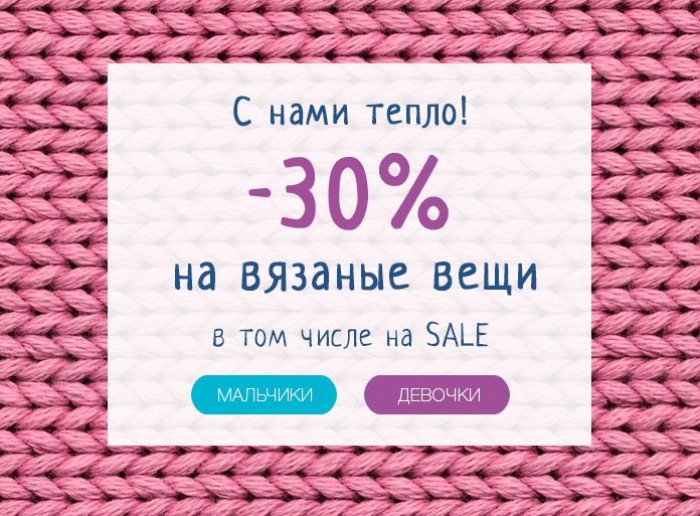 С нами тепло!
-30%
на вязаные вещи
в том числе на SALE
МАЛЬЧИКИ
ДЕВОЧКИ